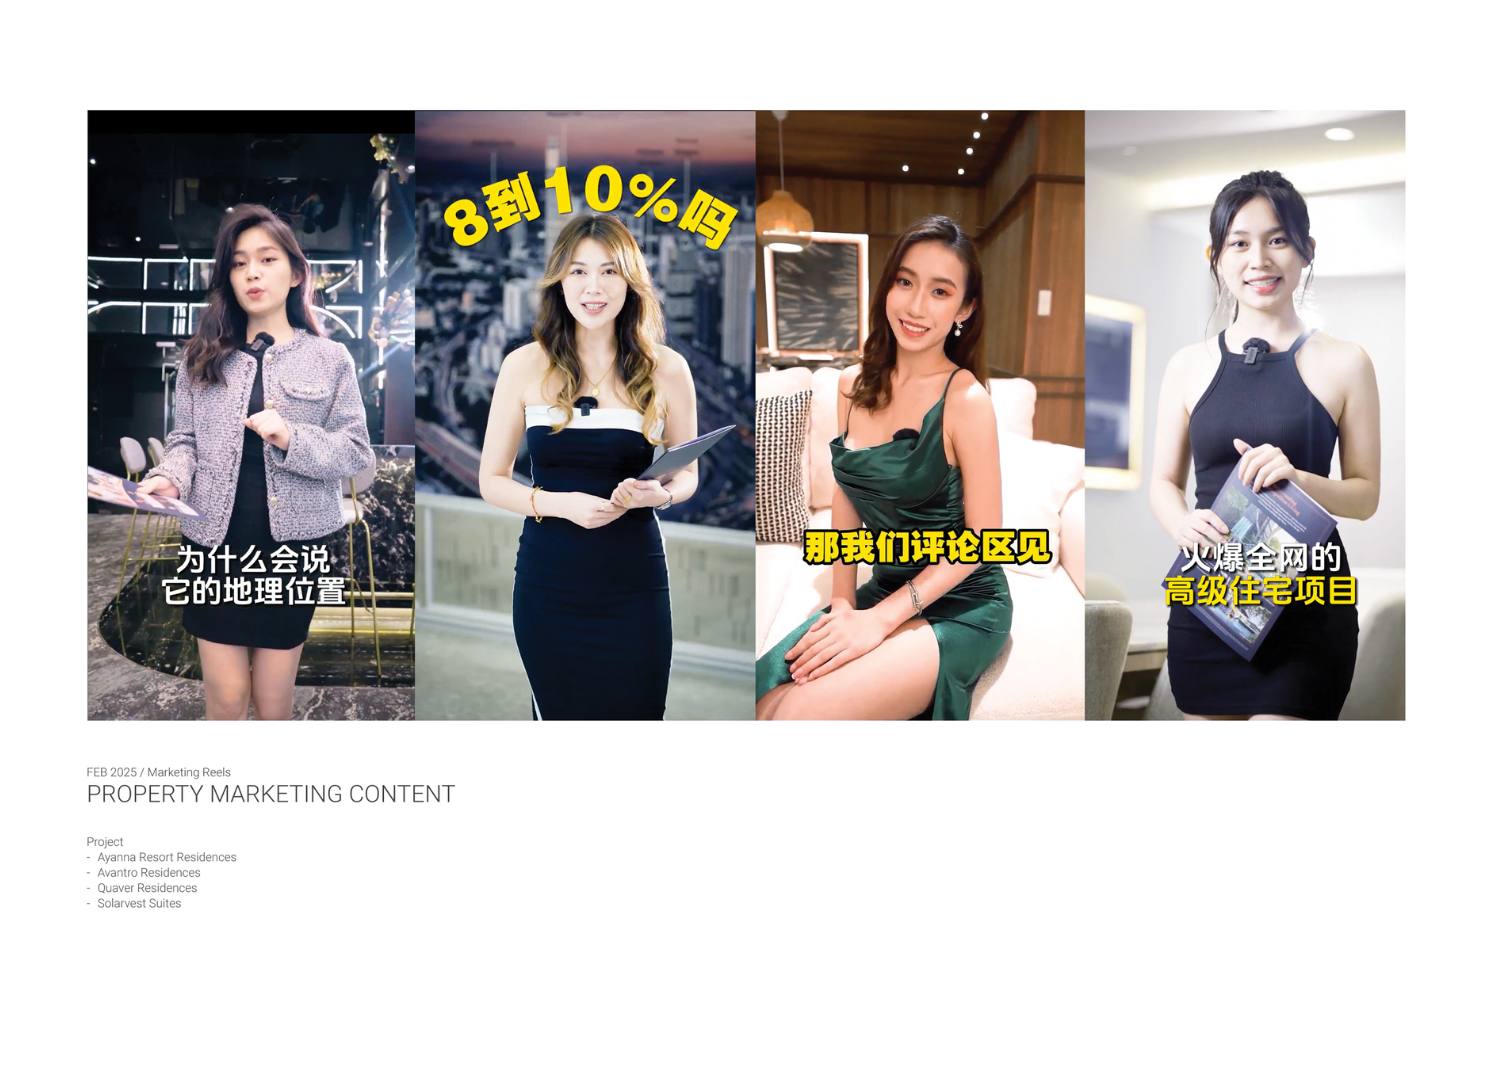 8到10%吗
为什么会说
它的地理位置
那我们评论区见
火爆全网的
高级住宅项目
FEB 2025 / Marketing Reels
PROPERTY MARKETING CONTENT
Project
- Ayanna Resort Residences
- Avantro Residences
- Quaver Residences
- Solarvest Suites